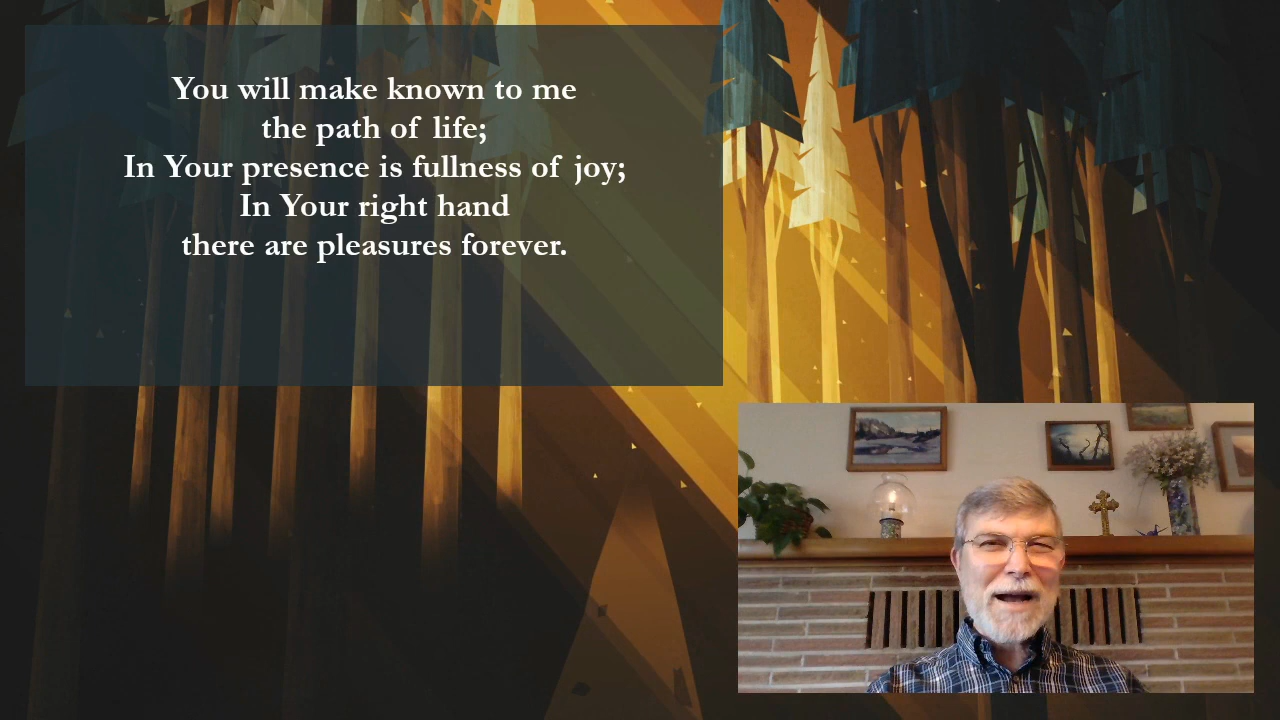 You will make known to me
the path of life;
In Your presence is fullness of joy;
In Your right hand
there are pleasures forever.